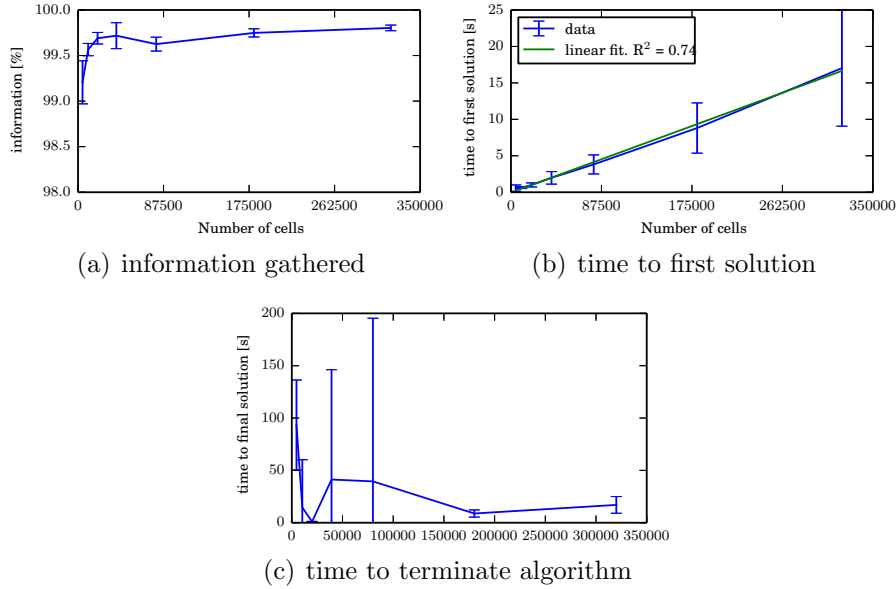 100.0
99.5
99.0
98.5
98.0
information [%]
0 87500 175000 262500 350000
Number of cells
(a) information gathered
25
20
15
10
5
0
time to first solution [s]
data
linear fit. R² = 0.74
0 87500 175000 262500 350000
Number of cells
(b) time to first solution
200
150
100
50
0
time to final solution [s]
0 50000 100000 150000 200000 250000 300000 350000
(c) time to terminate algorithm